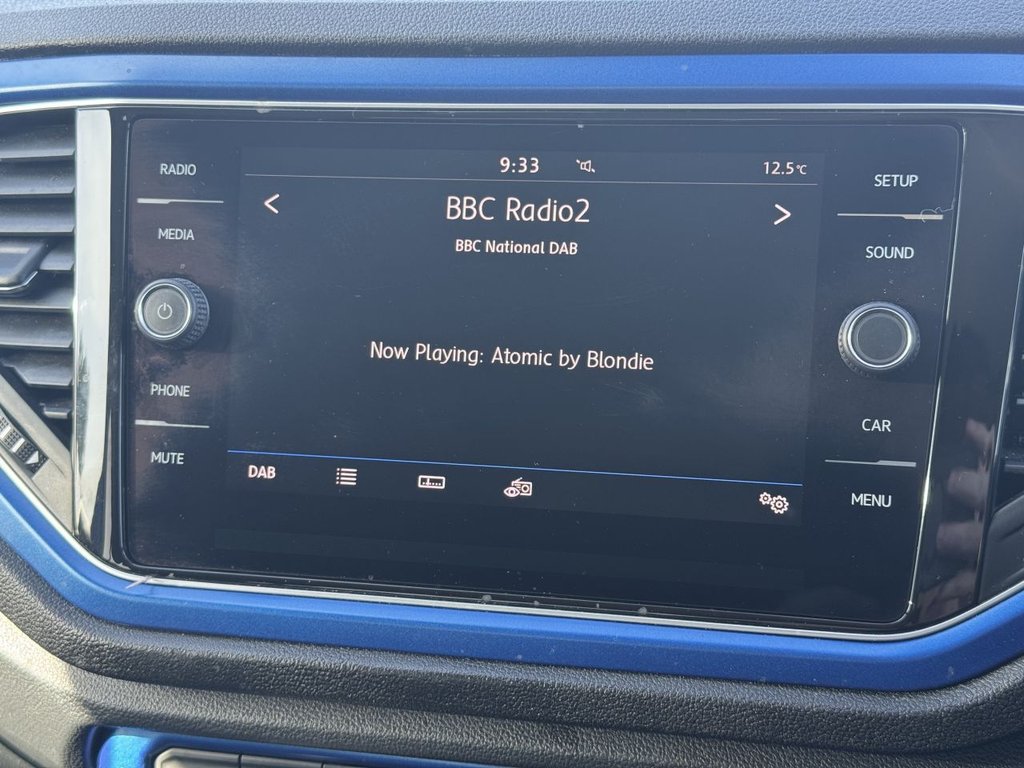 9:33
12.5°C
RADIO
MEDIA
PHONE
MUTE
BBC Radio2
BBC National DAB
Now Playing: Atomic by Blondie
DAB
SETUP
SOUND
CAR
MENU